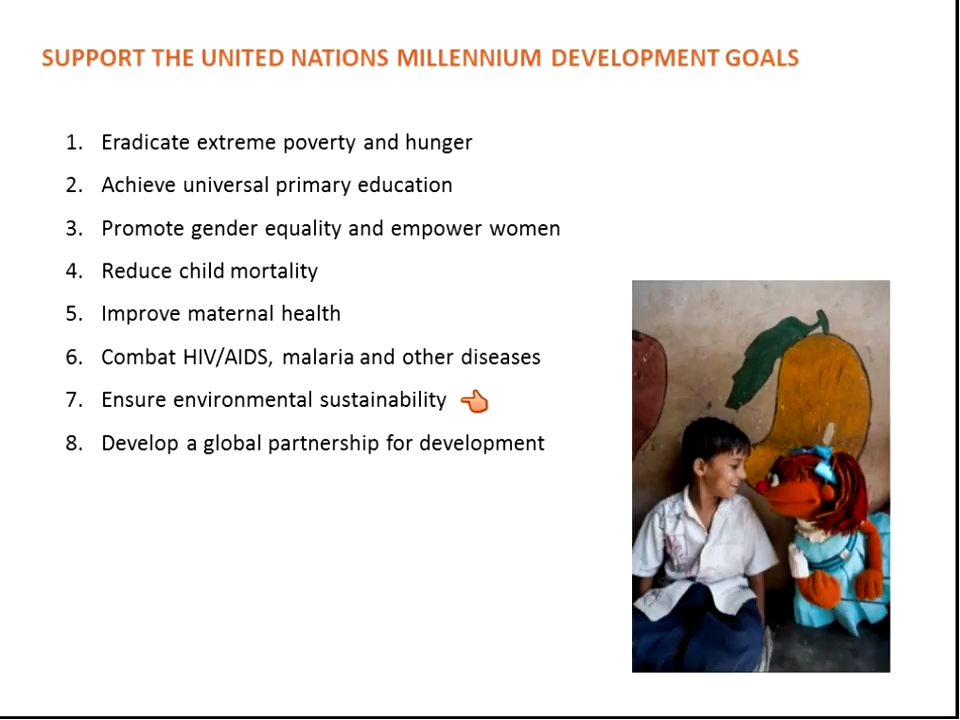 SUPPORT THE UNITED NATIONS MILLENNIUM DEVELOPMENT GOALS
1. Eradicate extreme poverty and hunger
2. Achieve universal primary education
3. Promote gender equality and empower women
4. Reduce child mortality
5. Improve maternal health
6. Combat HIV/AIDS, malaria and other diseases
7. Ensure environmental sustainability
8. Develop a global partnership for development